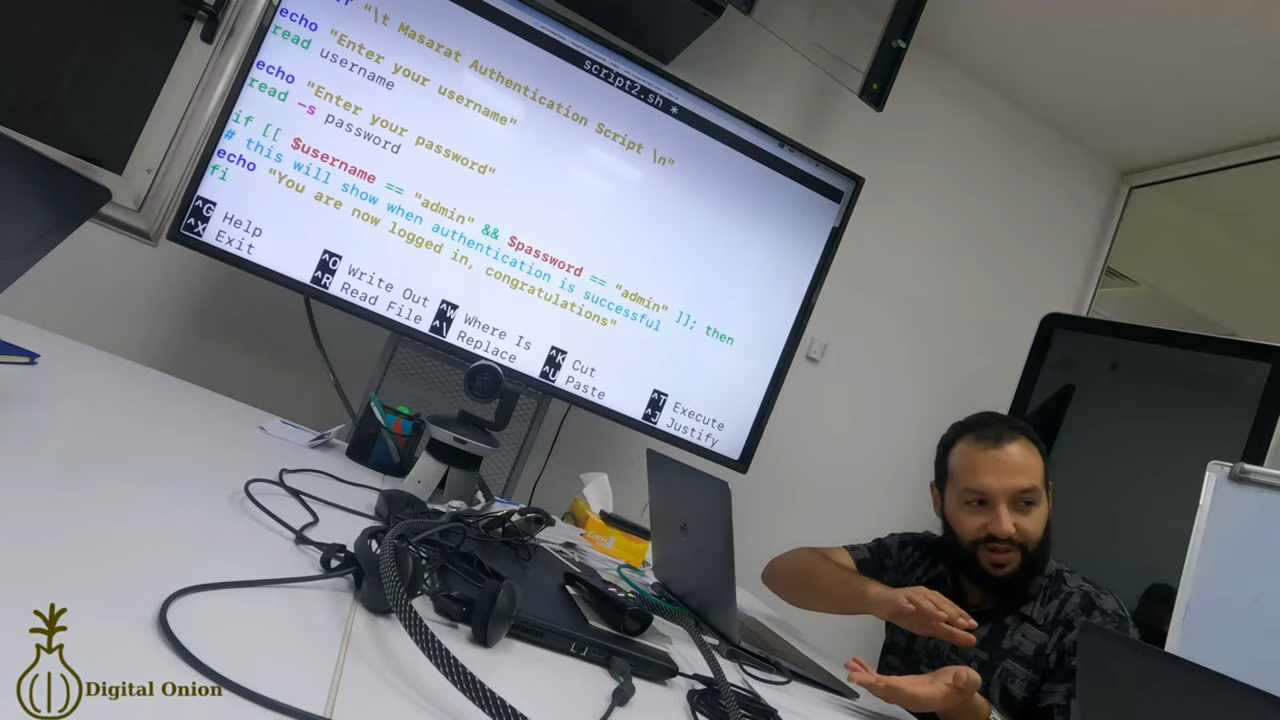 script2.sh *
"\t Masarat Authentication Script \n"
echo "Enter your username"
read username
echo "Enter your password"
read -s password
if [[ $username == "admin" && $password == "admin" ]]; then
# this will show when authentication is successful
echo "You are now logged in, congratulations"
fi
^G Help ^O Write Out ^W Where Is ^K Cut ^T Execute
^X Exit ^R Read File ^\ Replace ^U Paste ^J Justify
Digital Onion